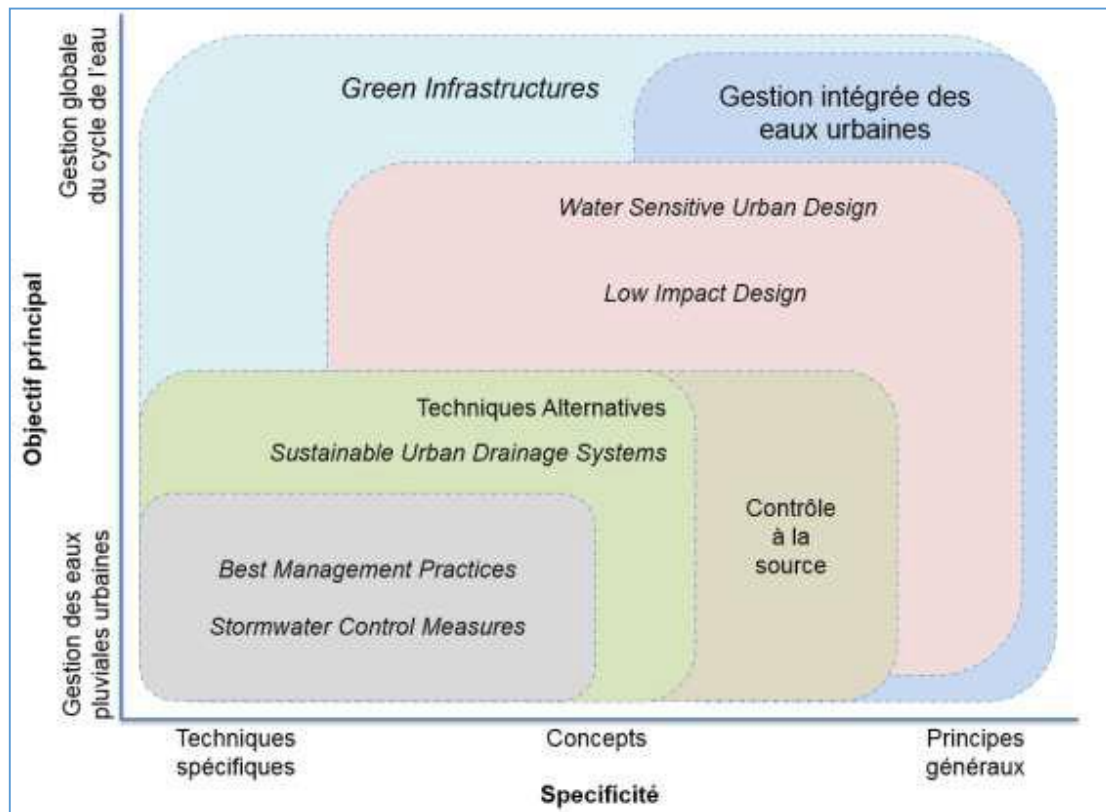 Gestion globale
du cycle de l'eau
Objectif principal
Gestion des eaux
pluviales urbaines
Green Infrastructures
Gestion intégrée des
eaux urbaines
Water Sensitive Urban Design
Low Impact Design
Techniques Alternatives
Sustainable Urban Drainage Systems
Contrôle
à la
source
Best Management Practices
Stormwater Control Measures
Techniques
spécifiques
Concepts
Principes
généraux
Specificité